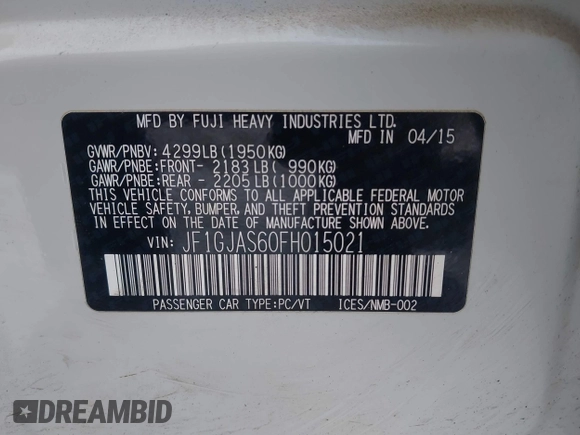 MFD BY FUJI HEAVY INDUSTRIES LTD.
MFD IN 04/15
GVWR/PNBV: 4299LB(1950KG)
GAWR/PNBE:FRONT- 2183LB( 990KG)
GAWR/PNBE:REAR - 2205LB(1000KG)
THIS VEHICLE CONFORMS TO ALL APPLICABLE FEDERAL MOTOR
VEHICLE SAFETY, BUMPER, AND THEFT PREVENTION STANDARDS
IN EFFECT ON THE DATE OF MANUFACTURE SHOWN ABOVE.
VIN: JF1GJAS60FH015021
PASSENGER CAR TYPE:PC/VT ICES/NMB-002
DREAMBID